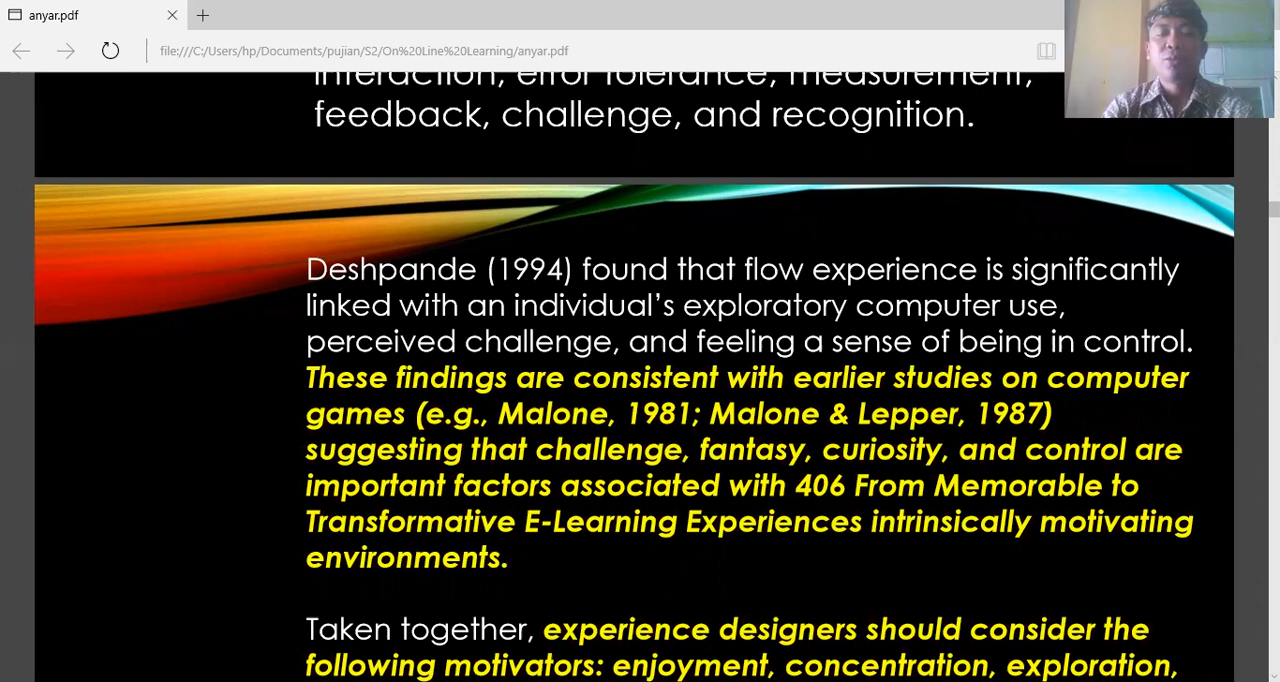 anyar.pdf
file:///C:/Users/hp/Documents/pujian/S2/On%20Line%20Learning/anyar.pdf
interaction, error tolerance, measurement,
feedback, challenge, and recognition.
Deshpande (1994) found that flow experience is significantly
linked with an individual’s exploratory computer use,
perceived challenge, and feeling a sense of being in control.
These findings are consistent with earlier studies on computer
games (e.g., Malone, 1981; Malone & Lepper, 1987)
suggesting that challenge, fantasy, curiosity, and control are
important factors associated with 406 From Memorable to
Transformative E-Learning Experiences intrinsically motivating
environments.
Taken together, experience designers should consider the
following motivators: enjoyment, concentration, exploration,